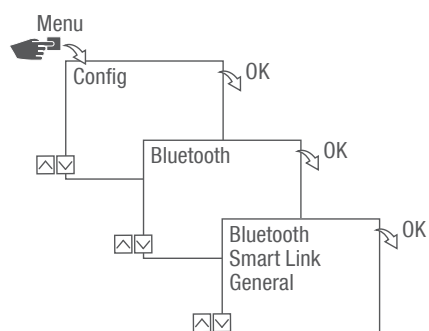 Menu
Config
OK
Bluetooth
OK
Bluetooth
Smart Link
General
OK